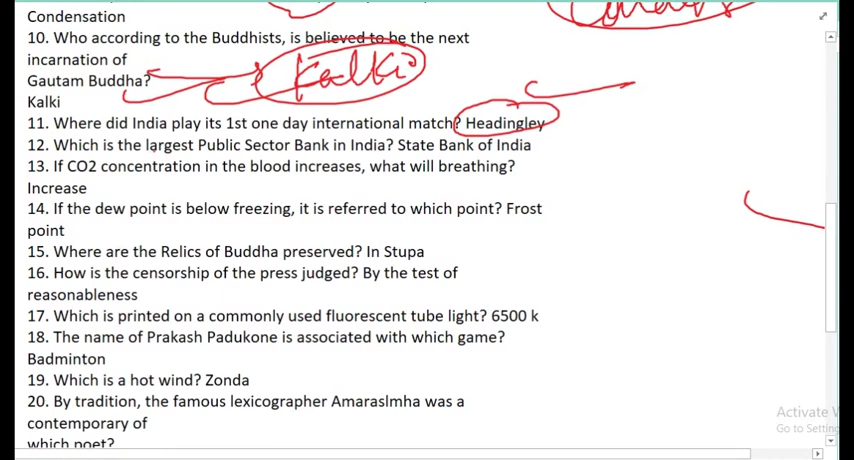 Condensation
10. Who according to the Buddhists, is believed to be the next
incarnation of
Gautam Buddha?
Kalki
Kalki
11. Where did India play its 1st one day international match? Headingley
12. Which is the largest Public Sector Bank in India? State Bank of India
13. If CO2 concentration in the blood increases, what will breathing?
Increase
14. If the dew point is below freezing, it is referred to which point? Frost
point
15. Where are the Relics of Buddha preserved? In Stupa
16. How is the censorship of the press judged? By the test of
reasonableness
17. Which is printed on a commonly used fluorescent tube light? 6500 k
18. The name of Prakash Padukone is associated with which game?
Badminton
19. Which is a hot wind? Zonda
20. By tradition, the famous lexicographer Amaraslmha was a
contemporary of
which poet?
Activate
Go to Settin